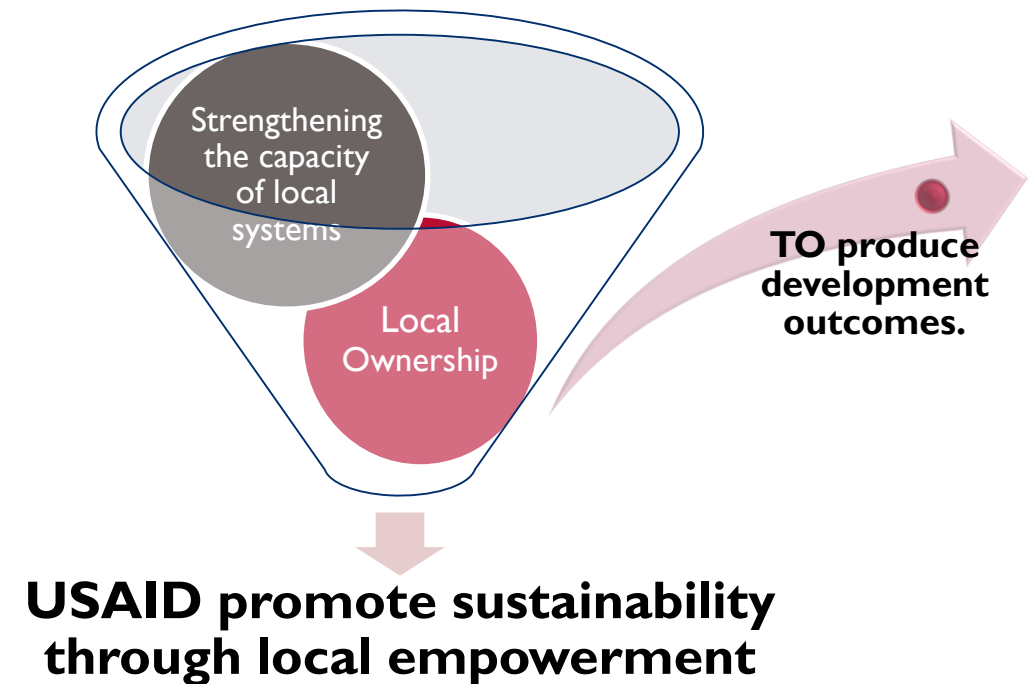 Strengthening
the capacity
of local
systems
Local
Ownership
TO produce
development
outcomes.
USAID promote sustainability
through local empowerment